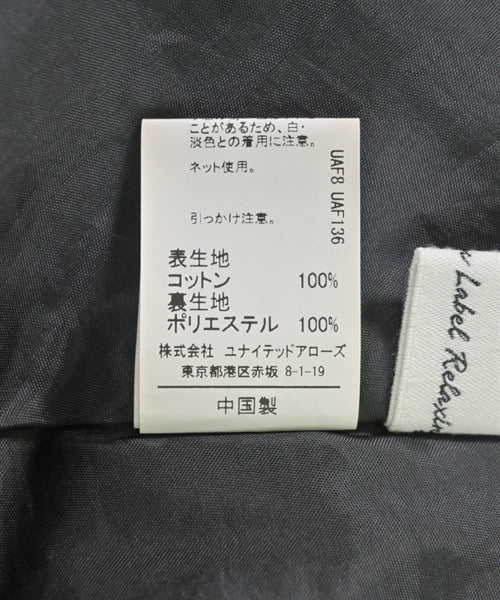 ことがあるため、白・
淡色との着用に注意。
ネット使用。
引っかけ注意。
表生地
コットン 100%
裏生地
ポリエステル 100%
株式会社 ユナイテッドアローズ
東京都港区赤坂 8-1-19
中国製
UAF8 UAF136
Label Relaxing